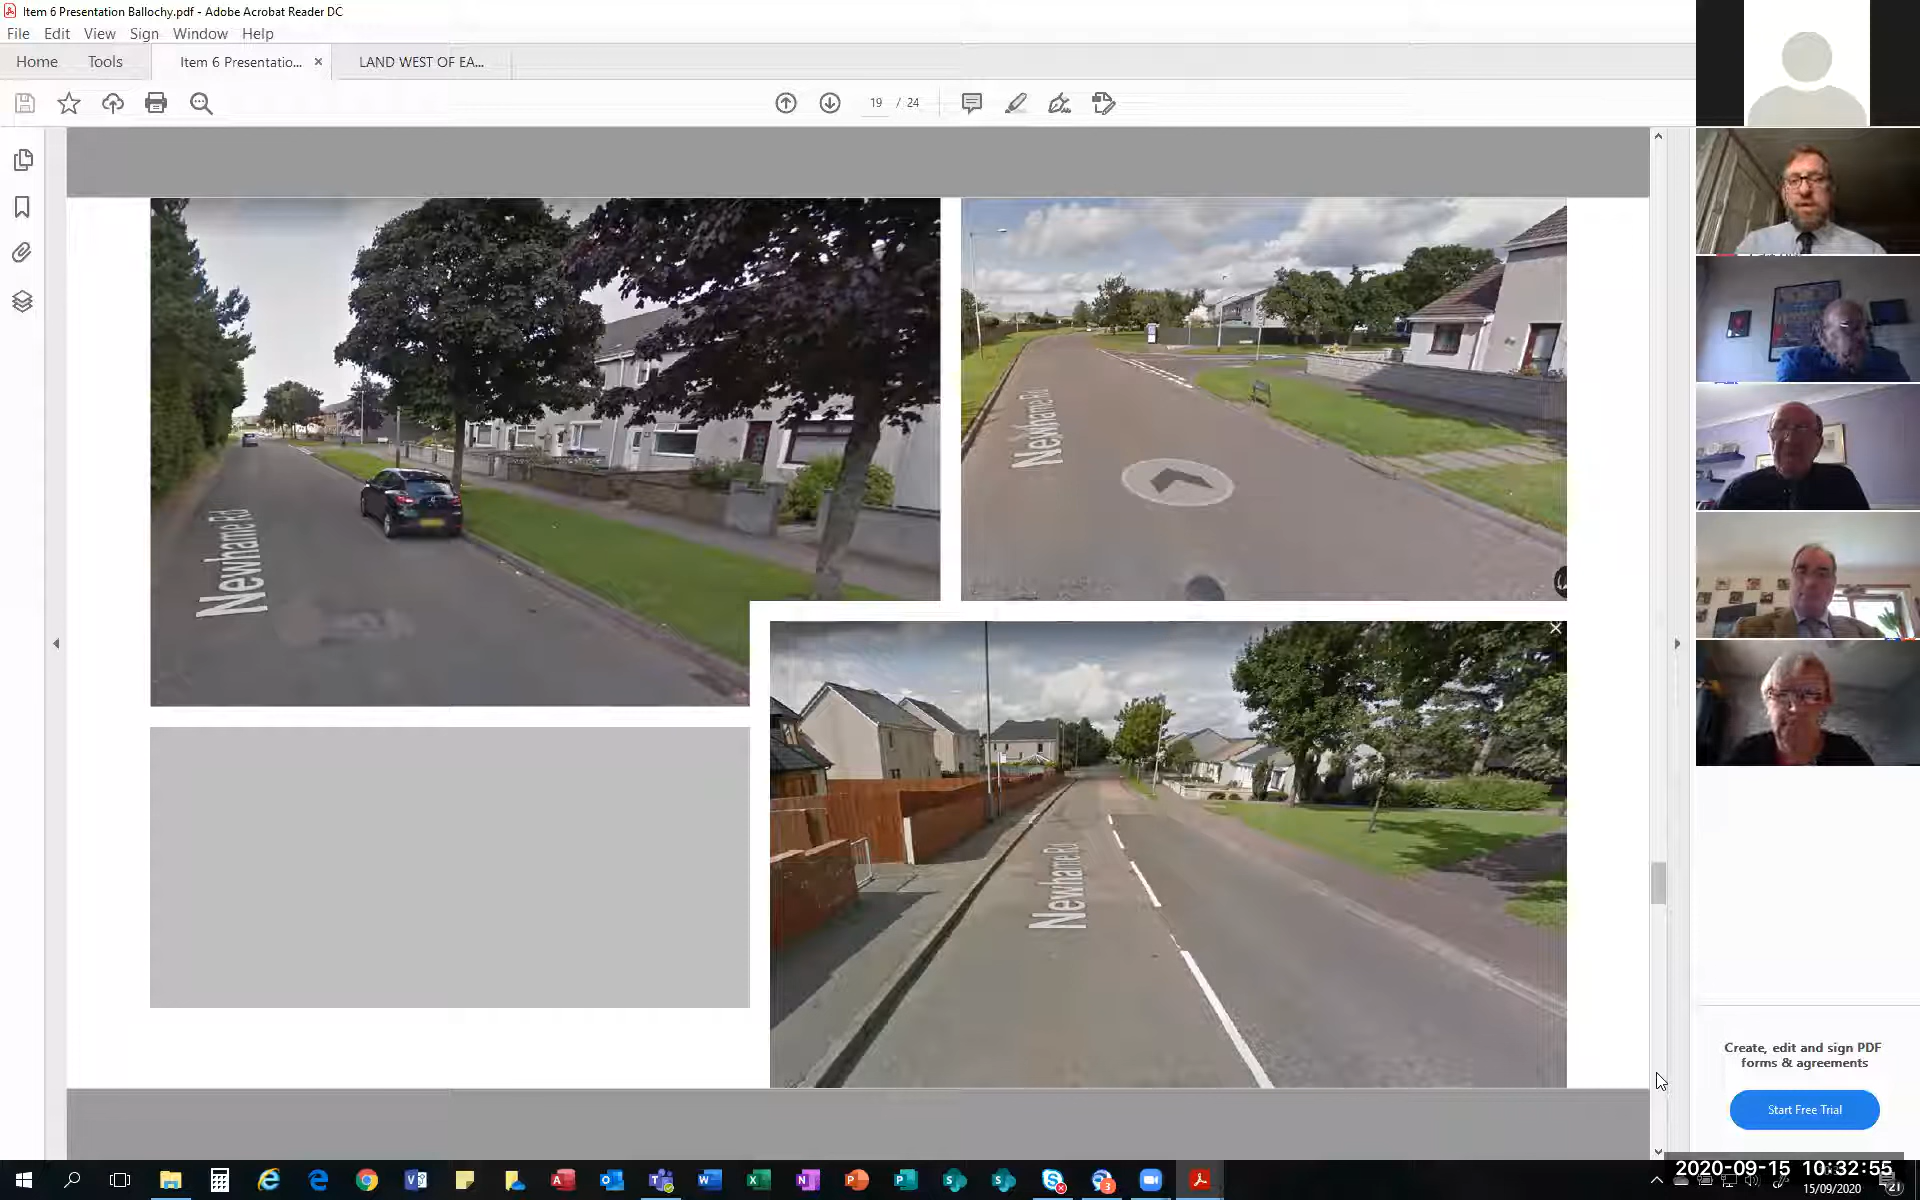 Item 6 Presentation Ballochy.pdf - Adobe Acrobat Reader DC
File Edit View Sign Window Help
Home Tools Item 6 Presentatio... × LAND WEST OF EA...
19 / 24
Newhame Rd
Newhame Rd
Newhame Rd
Create, edit and sign PDF
forms & agreements
Start Free Trial
2020-09-15 10:32:55
15/09/2020